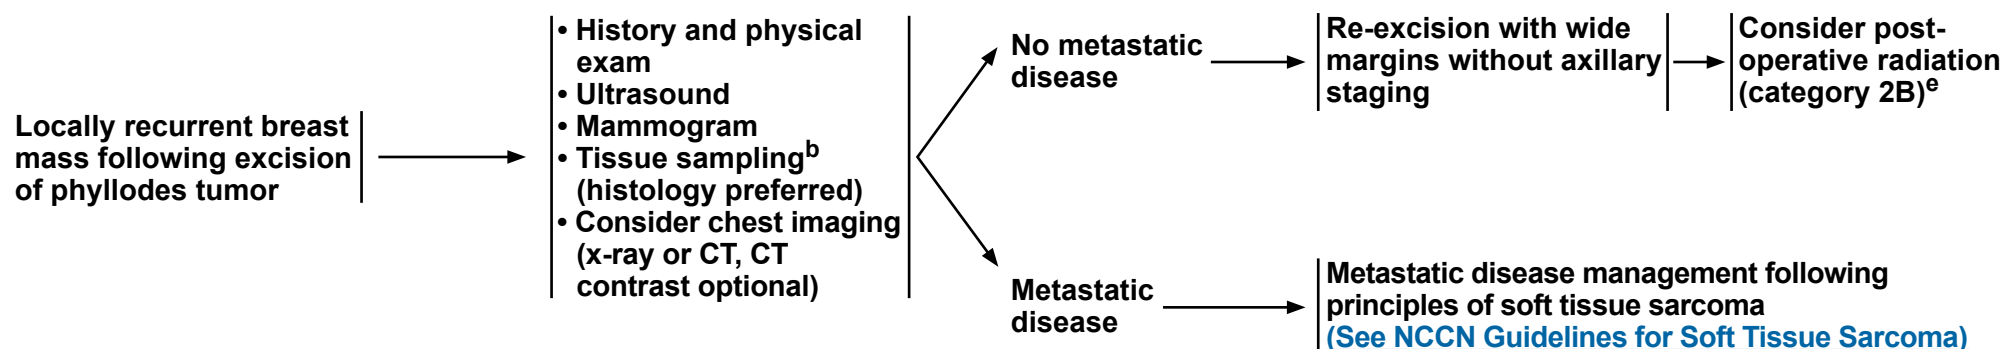 Locally recurrent breast
mass following excision
of phyllodes tumor
• History and physical
exam
• Ultrasound
• Mammogram
• Tissue samplingᵇ
(histology preferred)
• Consider chest imaging
(x-ray or CT, CT
contrast optional)
No metastatic
disease
Re-excision with wide
margins without axillary
staging
Consider post-
operative radiation
(category 2B)ᵉ
Metastatic
disease
Metastatic disease management following
principles of soft tissue sarcoma
(See NCCN Guidelines for Soft Tissue Sarcoma)